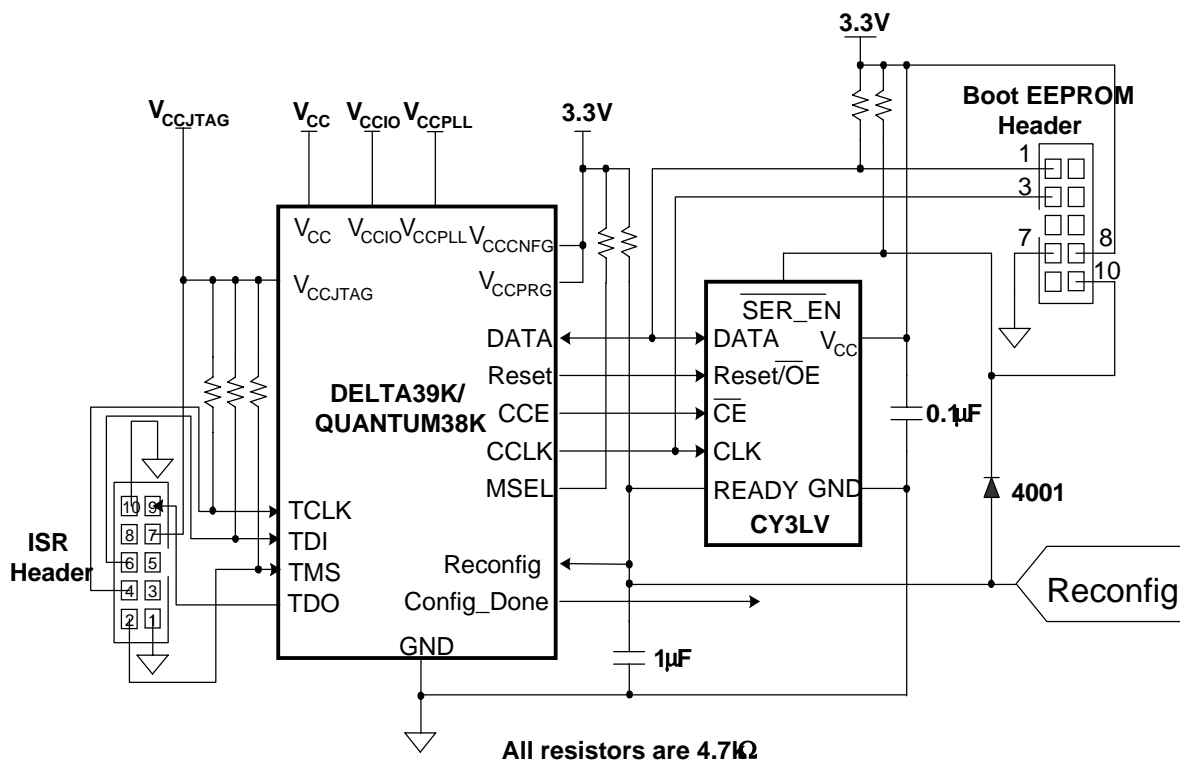 3.3V
Boot EEPROM
Header
VCCJTAG
VCC
VCCIO
VCCPLL
3.3V
1
3
7
8
10
VCC
VCCIO
VCCPLL
VCCCNFG
VCCJTAG
VCCPRG
DATA
Reset
CCE
CCLK
MSEL
DELTA39K/
QUANTUM38K
SER_EN
DATA
VCC
Reset/OE
CE
CLK
READY
GND
CY3LV
0.1µF
4001
ISR
Header
10
9
8
7
6
5
4
3
2
1
TCLK
TDI
TMS
TDO
Reconfig
Config_Done
GND
Reconfig
1µF
All resistors are 4.7kΩ